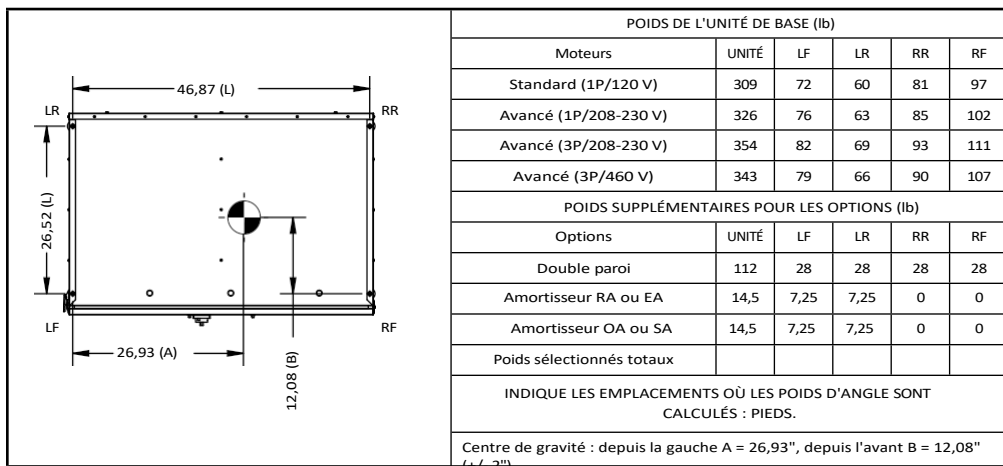 46,87 (L)
LR
RR
26,52 (L)
LF
RF
26,93 (A)
12,08 (B)
POIDS DE L'UNITÉ DE BASE (lb)
Moteurs UNITÉ LF LR RR RF
Standard (1P/120 V) 309 72 60 81 97
Avancé (1P/208-230 V) 326 76 63 85 102
Avancé (3P/208-230 V) 354 82 69 93 111
Avancé (3P/460 V) 343 79 66 90 107
POIDS SUPPLÉMENTAIRES POUR LES OPTIONS (lb)
Options UNITÉ LF LR RR RF
Double paroi 112 28 28 28 28
Amortisseur RA ou EA 14,5 7,25 7,25 0 0
Amortisseur OA ou SA 14,5 7,25 7,25 0 0
Poids sélectionnés totaux
INDIQUE LES EMPLACEMENTS OÙ LES POIDS D'ANGLE SONT
CALCULÉS : PIEDS.
Centre de gravité : depuis la gauche A = 26,93", depuis l'avant B = 12,08"